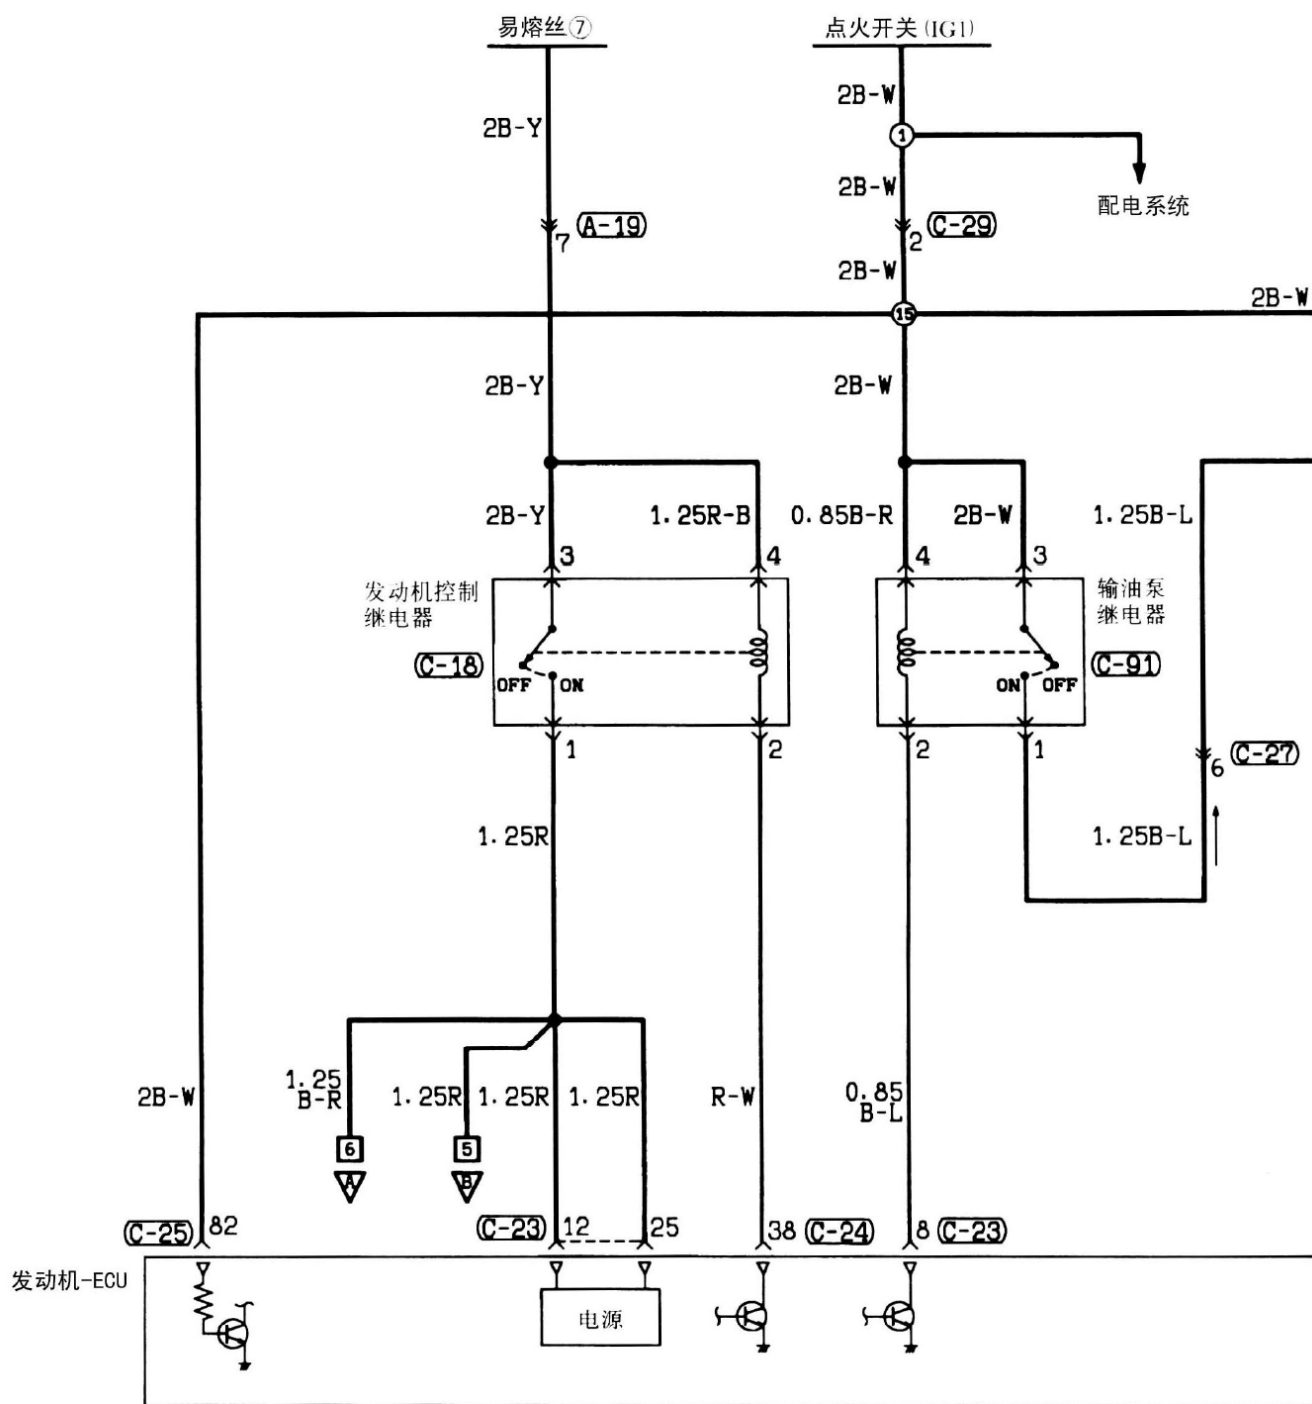 易熔丝⑦
点火开关(IG1)
2B-W
2B-Y
1
2B-W
配电系统
7
A-19
2
C-29
2B-W
15
2B-W
2B-Y
2B-W
2B-Y
1.25R-B
0.85B-R
2B-W
1.25B-L
3
4
4
3
发动机控制
继电器
输油泵
继电器
C-18
OFF
ON
ON
OFF
C-91
1
2
2
1
6
C-27
1.25R
1.25B-L
2B-W
1.25
B-R
1.25R
1.25R
1.25R
R-W
0.85
B-L
6
5
A
B
C-25
82
C-23
12
25
38
C-24
8
C-23
发动机-ECU
电源